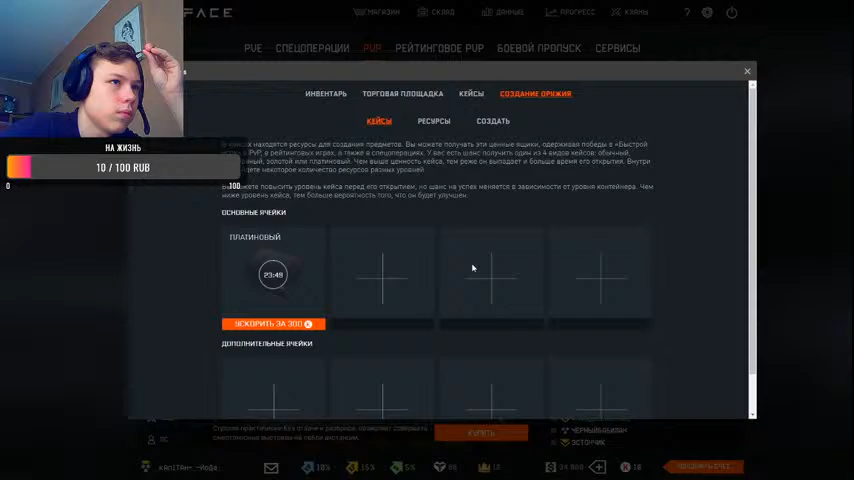 FACE
МАГАЗИН СКЛАД ДАННЫЕ ПРОГРЕСС КЛАНЫ ?
PVE СПЕЦОПЕРАЦИИ PVP РЕЙТИНГОВОЕ PVP БОЕВОЙ ПРОПУСК СЕРВИСЫ
ИНВЕНТАРЬ ТОРГОВАЯ ПЛОЩАДКА КЕЙСЫ СОЗДАНИЕ ОРУЖИЯ
КЕЙСЫ РЕСУРСЫ СОЗДАТЬ
находятся ресурсы для создания предметов. Вы можете получать эти ценные ящики, одерживая победы в «Быстрой
в PvP, в рейтинговых играх, а также в спецоперациях. У вас есть шанс получить один из 4 видов кейсов: обычный,
золотой или платиновый. Чем выше ценность кейса, тем реже он выпадает и больше время его открытия. Внутри
некоторое количество ресурсов разных уровней
повысить уровень кейса перед его открытием, но шанс на успех меняется в зависимости от уровня контейнера. Чем
ниже уровень кейса, тем больше вероятность того, что он будет улучшен.
НА ЖИЗНЬ
10 / 100 RUB
0 100
ОСНОВНЫЕ ЯЧЕЙКИ
ПЛАТИНОВЫЙ
23:49
УСКОРИТЬ ЗА 300 К
ДОПОЛНИТЕЛЬНЫЕ ЯЧЕЙКИ
КУПИТЬ
ЭСТОНЧИК
10% 15% 5% 12 18